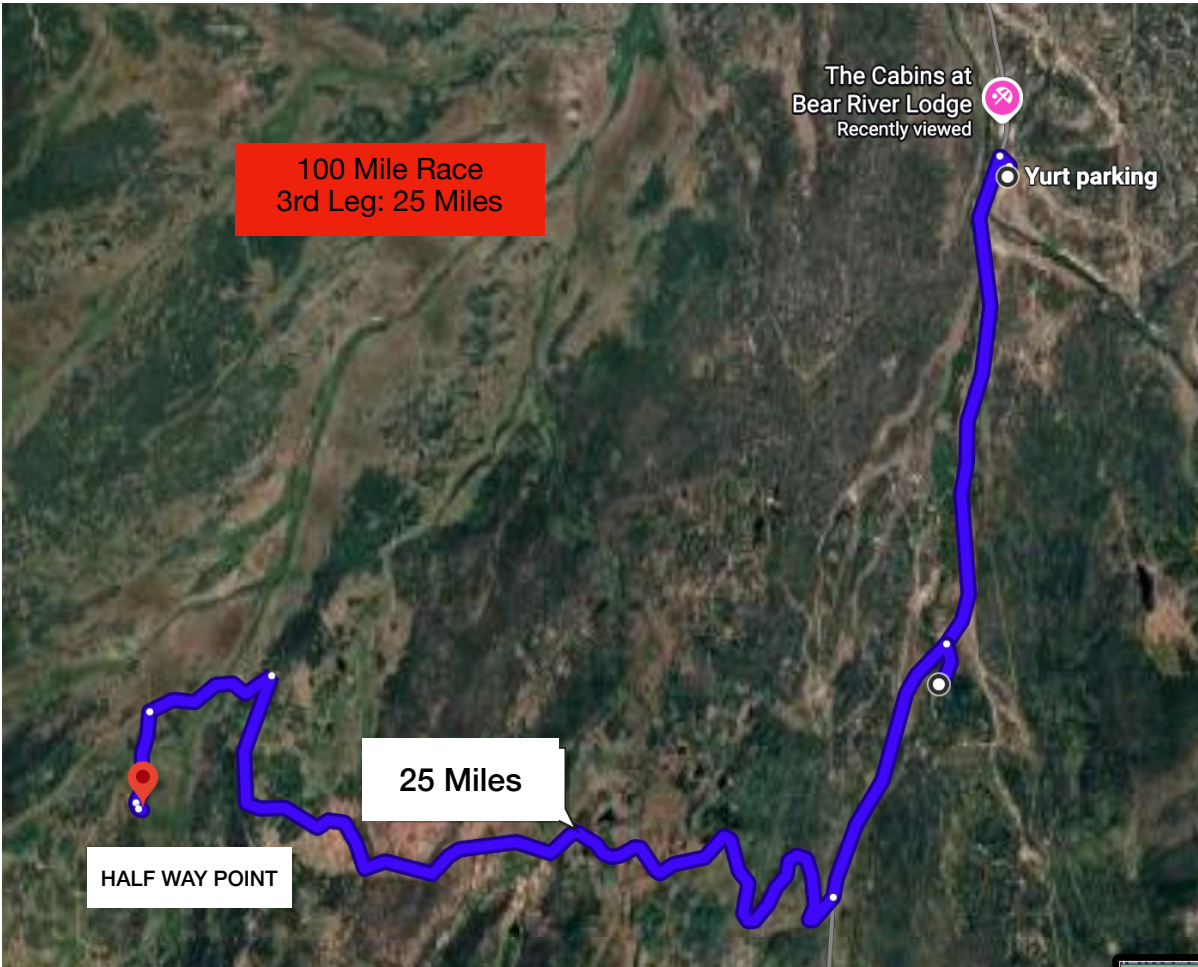 The Cabins at
Bear River Lodge
Recently viewed
100 Mile Race
3rd Leg: 25 Miles
Yurt parking
25 Miles
HALF WAY POINT